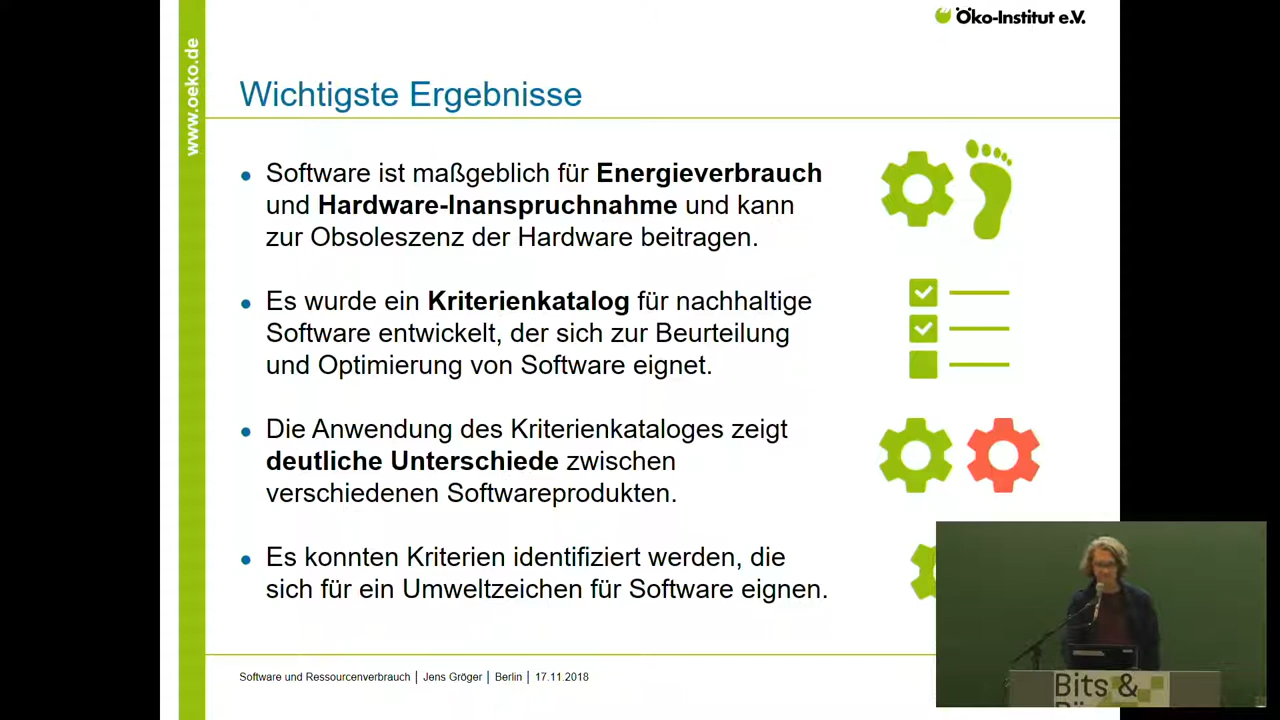 Öko-Institut e.V.
www.oeko.de
Wichtigste Ergebnisse
Software ist maßgeblich für Energieverbrauch
und Hardware-Inanspruchnahme und kann
zur Obsoleszenz der Hardware beitragen.
Es wurde ein Kriterienkatalog für nachhaltige
Software entwickelt, der sich zur Beurteilung
und Optimierung von Software eignet.
Die Anwendung des Kriterienkataloges zeigt
deutliche Unterschiede zwischen
verschiedenen Softwareprodukten.
Es konnten Kriterien identifiziert werden, die
sich für ein Umweltzeichen für Software eignen.
Software und Ressourcenverbrauch | Jens Gröger | Berlin | 17.11.2018
Bits &